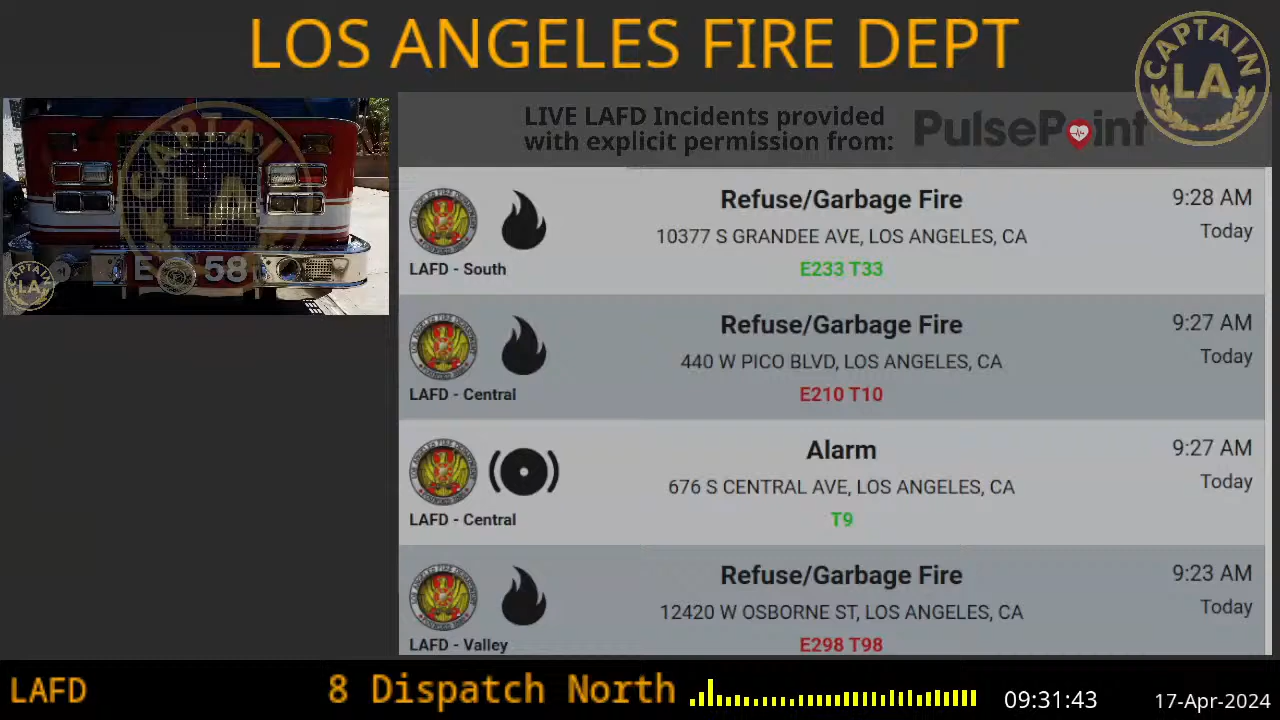 LOS ANGELES FIRE DEPT
CAPTAIN
LA
LIVE LAFD Incidents provided
with explicit permission from:
PulsePoint
CAPTAIN
LA
E 58
CAPTAIN
LA
Refuse/Garbage Fire
9:28 AM
10377 S GRANDEE AVE, LOS ANGELES, CA
Today
LAFD - South
E233 T33
Refuse/Garbage Fire
9:27 AM
440 W PICO BLVD, LOS ANGELES, CA
Today
LAFD - Central
E210 T10
Alarm
9:27 AM
676 S CENTRAL AVE, LOS ANGELES, CA
Today
LAFD - Central
T9
Refuse/Garbage Fire
9:23 AM
12420 W OSBORNE ST, LOS ANGELES, CA
Today
LAFD - Valley
E298 T98
LAFD
8 Dispatch North
09:31:43
17-Apr-2024